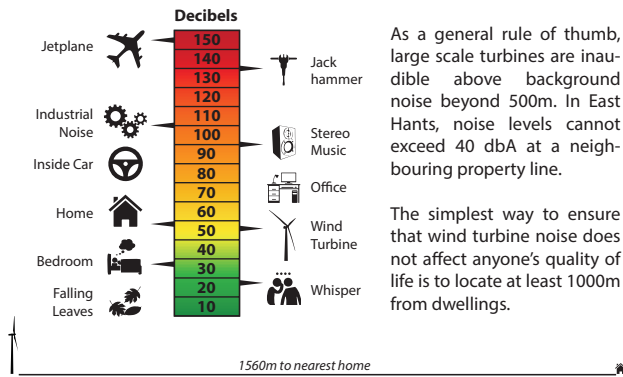 Decibels
150
140
130
120
110
100
90
80
70
60
50
40
30
20
10
Jetplane
Industrial
Noise
Inside Car
Home
Bedroom
Falling
Leaves
Jack
hammer
Stereo
Music
Office
Wind
Turbine
Whisper
As a general rule of thumb,
large scale turbines are inau-
dible above background
noise beyond 500m. In East
Hants, noise levels cannot
exceed 40 dbA at a neigh-
bouring property line.
The simplest way to ensure
that wind turbine noise does
not affect anyone's quality of
life is to locate at least 1000m
from dwellings.
1560m to nearest home